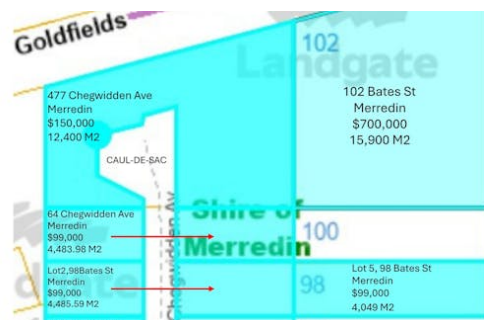 Goldfields
102
Landgate
477 Chegwidden Ave
Merredin
$150,000
12,400 M2
102 Bates St
Merredin
$700,000
15,900 M2
CAUL-DE-SAC
64 Chegwidden Ave
Merredin
$99,000
4,483.98 M2
Shire of
Merredin
100
Chegwidden Av
Lot2,98Bates St
Merredin
$99,000
4,485.59 M2
98
Lot 5, 98 Bates St
Merredin
$99,000
4,049 M2